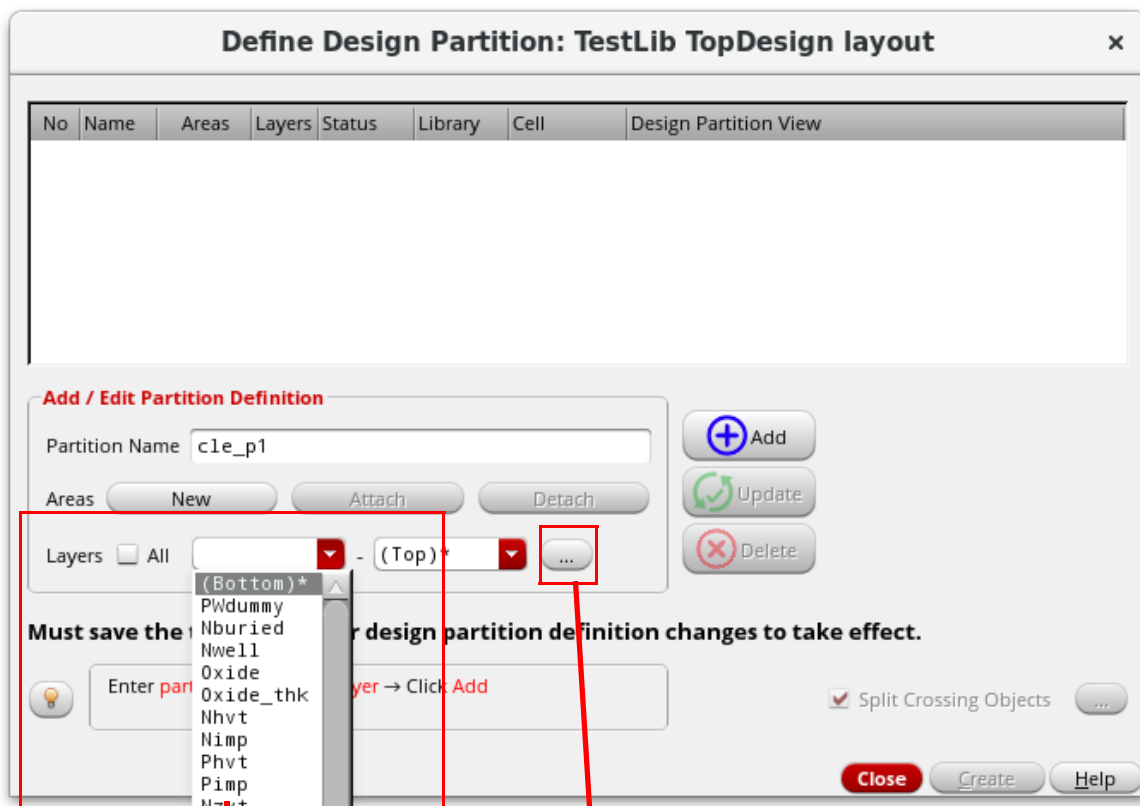 Define Design Partition: TestLib TopDesign layout ×
No Name Areas Layers Status Library Cell Design Partition View
Add / Edit Partition Definition
Partition Name cle_p1
Add
Areas New Attach Detach
Update
Layers All - (Top)* ...
Delete
(Bottom)*
PWdummy
Nburied
Must save the design partition definition changes to take effect.
Nwell
Oxide
Enter → Click Add
Oxide_thk
Split Crossing Objects ...
Nhvt
Nimp
Phvt
Pimp
Close Create Help